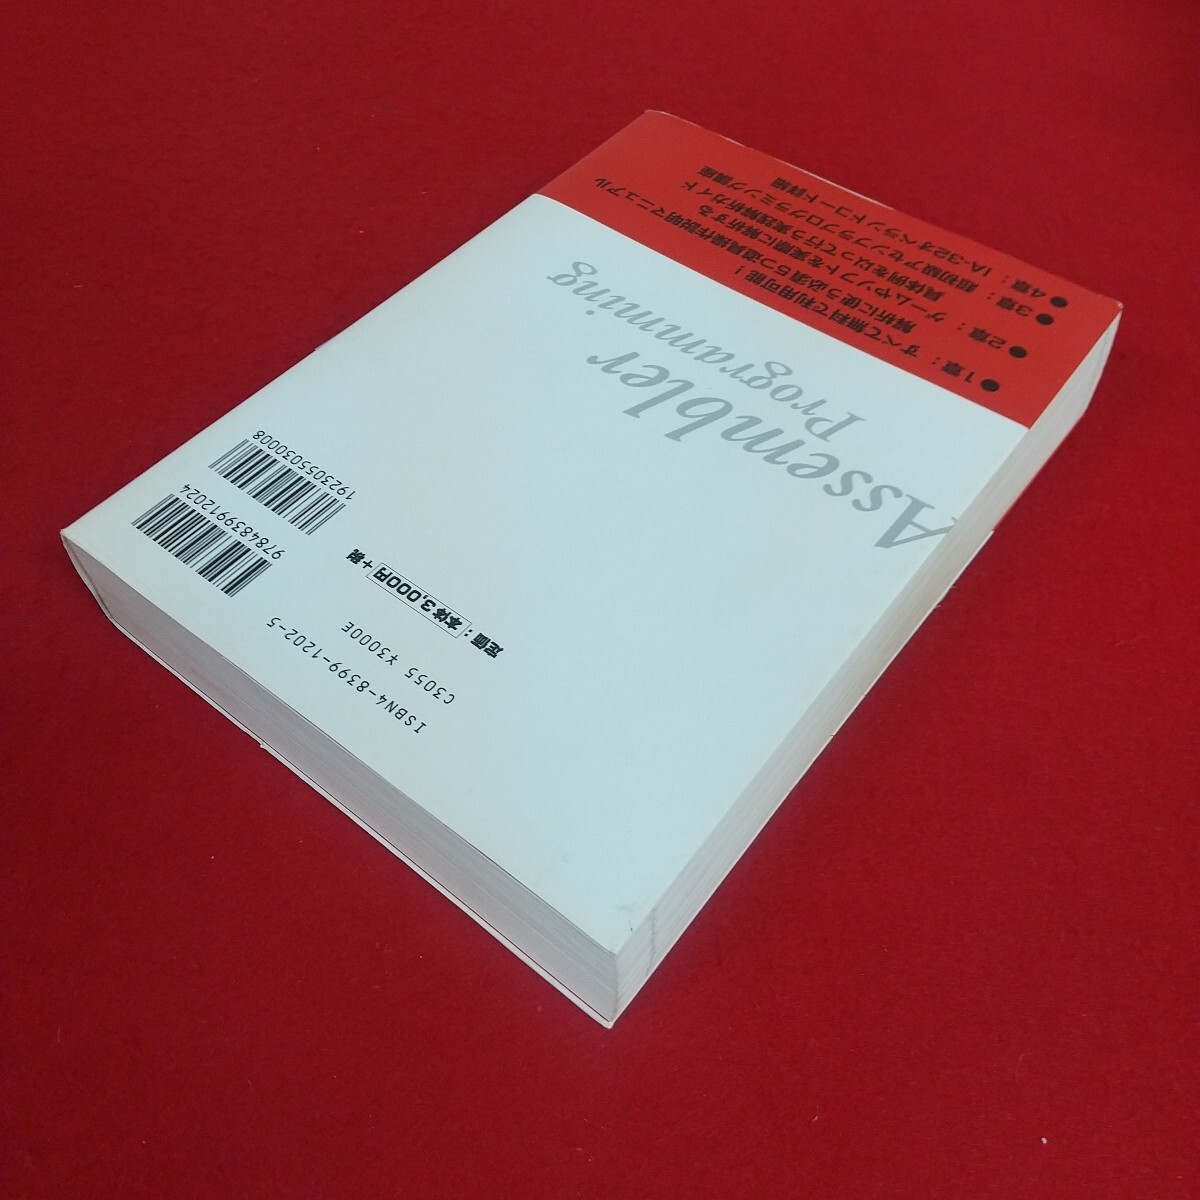 ●1章：すべて無料で利用可能！
解析に使う必須5つ道具操作説明マニュアル
●2章：ゲームやソフトを実際に解析する
具体例を以って行う実践解析ガイド
●3章：超初級アセンブラプログラミング講座
●4章：IA-32オペランドコード詳細
Assembler
Programming
9784839912024
1923055030008
ISBN4-8399-1202-5
C3055 ¥3000E
定価：本体3,000円+税